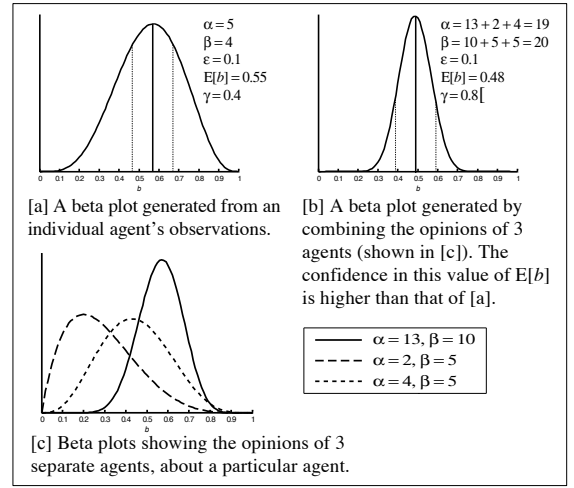 α=5
β=4
ε=0.1
E[b]=0.55
γ=0.4
0 0.1 0.2 0.3 0.4 0.5 0.6 0.7 0.8 0.9 1
b
[a] A beta plot generated from an
individual agent's observations.
α=13+2+4=19
β=10+5+5=20
ε=0.1
E[b]=0.48
γ=0.8[
0 0.1 0.2 0.3 0.4 0.5 0.6 0.7 0.8 0.9 1
b
[b] A beta plot generated by
combining the opinions of 3
agents (shown in [c]). The
confidence in this value of E[b]
is higher than that of [a].
0 0.1 0.2 0.3 0.4 0.5 0.6 0.7 0.8 0.9 1
b
α=13, β=10
α=2, β=5
α=4, β=5
[c] Beta plots showing the opinions of 3
separate agents, about a particular agent.